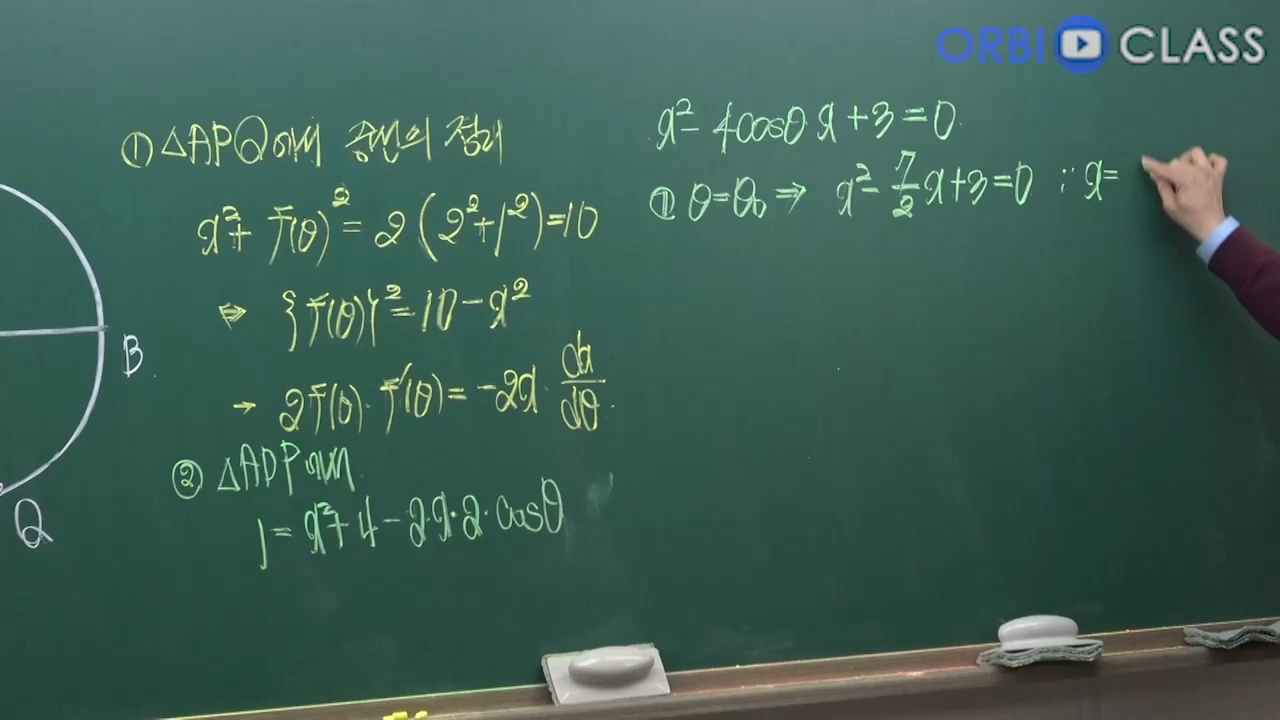 ORBI CLASS
① △APQ에서 중선의 정리
x² + f(θ)² = 2(2²+1²)=10
⇒ {f(θ)}² = 10 - x²
→ 2f(θ)·f'(θ) = -2x · dx/dθ
② △AOP에서
1 = x² + 4 - 2·x·2·cosθ
B
Q
x² - 4cosθ x + 3 = 0
① θ=θ₀ ⇒ x² - 7/2 x + 3 = 0 ∴ x =